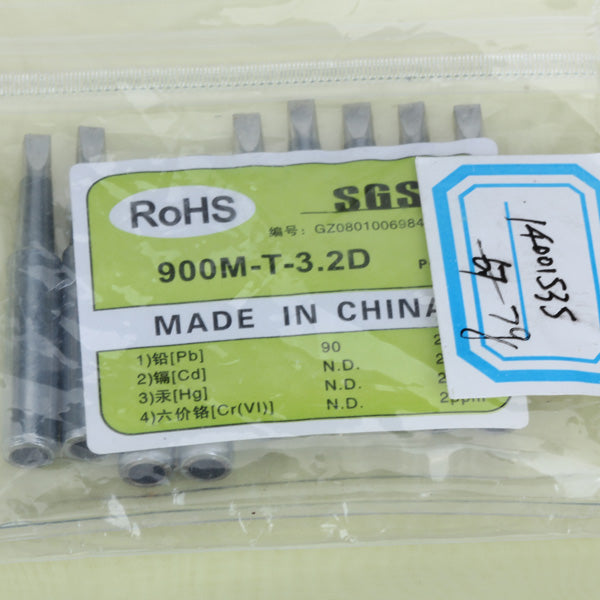 RoHS
SGS
编号: GZ0801006984
900M-T-3.2D
MADE IN CHINA
1)铅[Pb] 90
2)镉[Cd] N.D.
3)汞[Hg] N.D.
4)六价铬[Cr(VI)] N.D. 2ppm
14001535